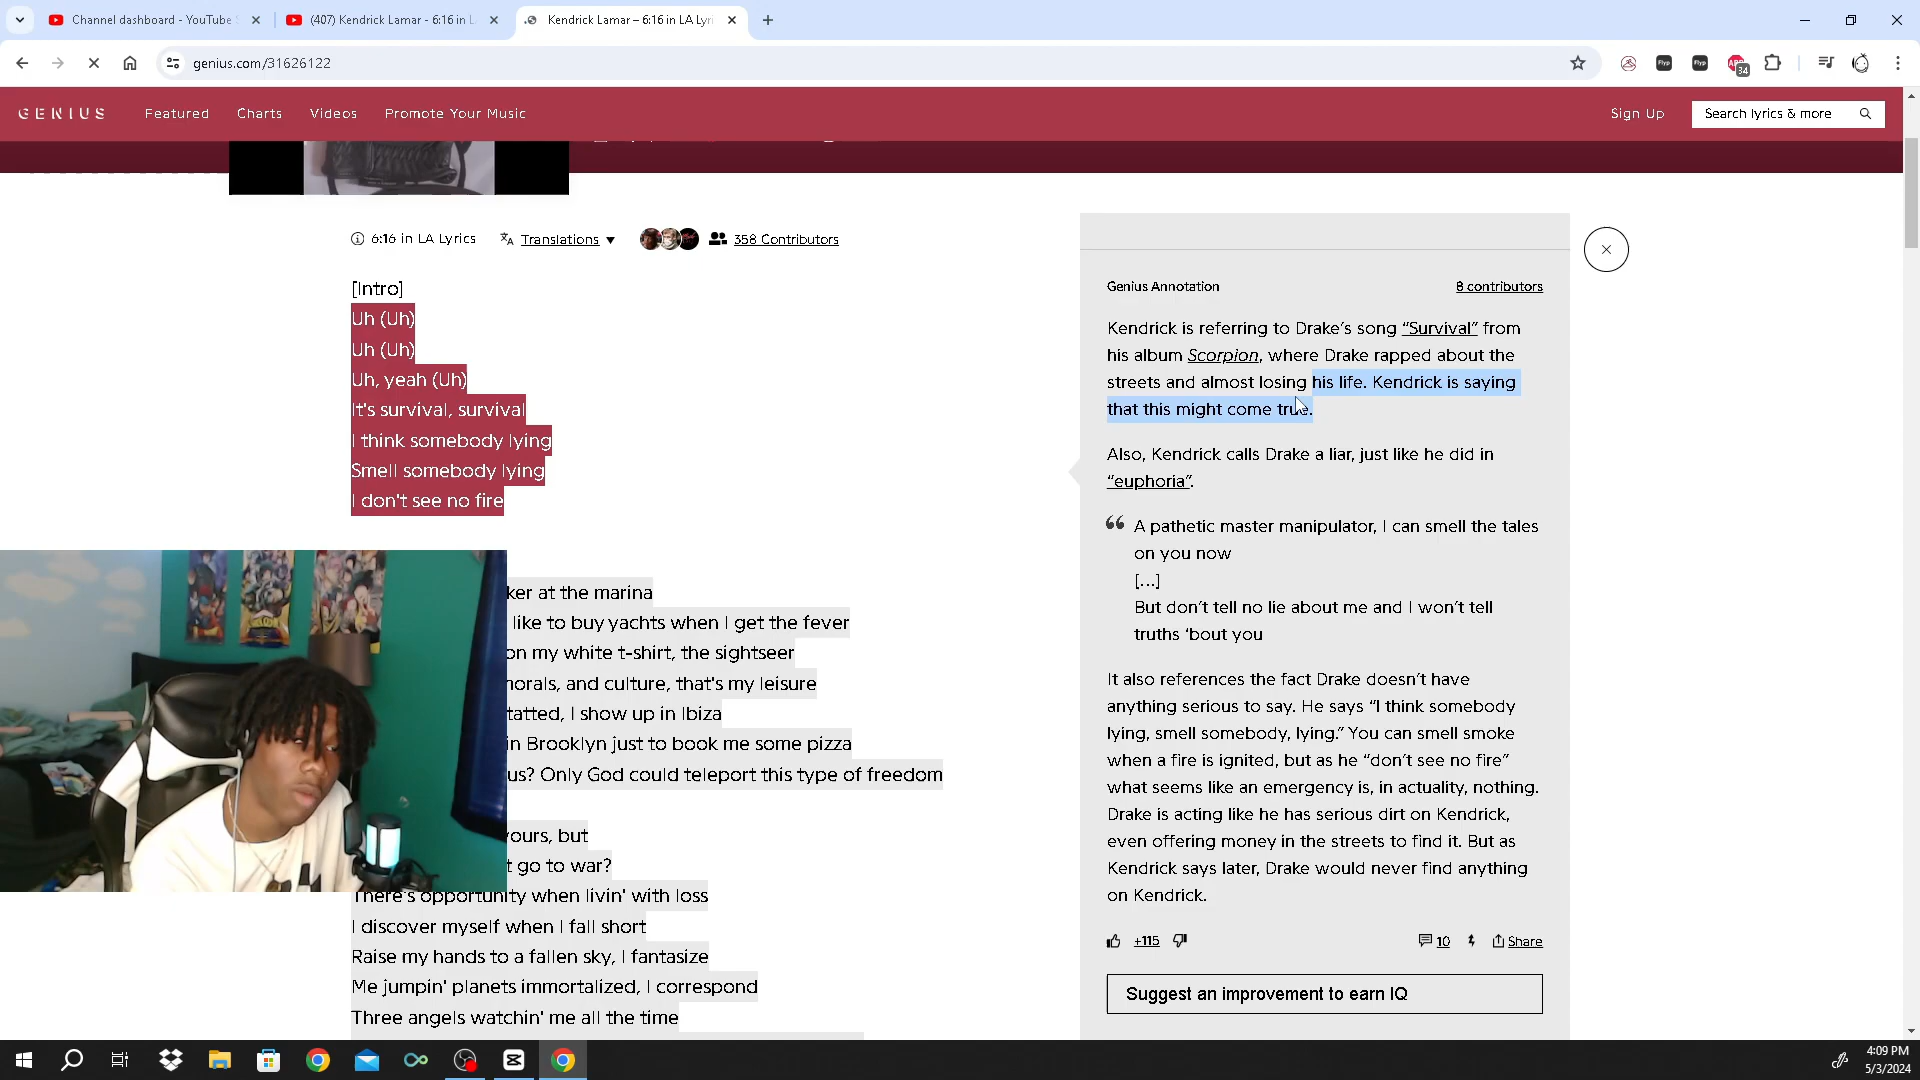 Channel dashboard - YouTube
(407) Kendrick Lamar - 6:16 in L
Kendrick Lamar – 6:16 in LA Lyri
genius.com/31626122
34
GENIUS
Featured
Charts
Videos
Promote Your Music
Sign Up
Search lyrics & more
6:16 in LA Lyrics
Translations
358 Contributors
[Intro]
Uh (Uh)
Uh (Uh)
Uh, yeah (Uh)
It's survival, survival
I think somebody lying
Smell somebody lying
I don't see no fire
ker at the marina
like to buy yachts when I get the fever
on my white t-shirt, the sightseer
orals, and culture, that's my leisure
tatted, I show up in Ibiza
in Brooklyn just to book me some pizza
us? Only God could teleport this type of freedom
yours, but
t go to war?
There's opportunity when livin' with loss
I discover myself when I fall short
Raise my hands to a fallen sky, I fantasize
Me jumpin' planets immortalized, I correspond
Three angels watchin' me all the time
Genius Annotation
8 contributors
Kendrick is referring to Drake's song “Survival” from
his album Scorpion, where Drake rapped about the
streets and almost losing his life. Kendrick is saying
that this might come true.
Also, Kendrick calls Drake a liar, just like he did in
“euphoria”.
“ A pathetic master manipulator, I can smell the tales
on you now
[…]
But don’t tell no lie about me and I won’t tell
truths ‘bout you
It also references the fact Drake doesn’t have
anything serious to say. He says “I think somebody
lying, smell somebody, lying.” You can smell smoke
when a fire is ignited, but as he “don’t see no fire”
what seems like an emergency is, in actuality, nothing.
Drake is acting like he has serious dirt on Kendrick,
even offering money in the streets to find it. But as
Kendrick says later, Drake would never find anything
on Kendrick.
+115
10
Share
Suggest an improvement to earn IQ
4:09 PM
5/3/2024